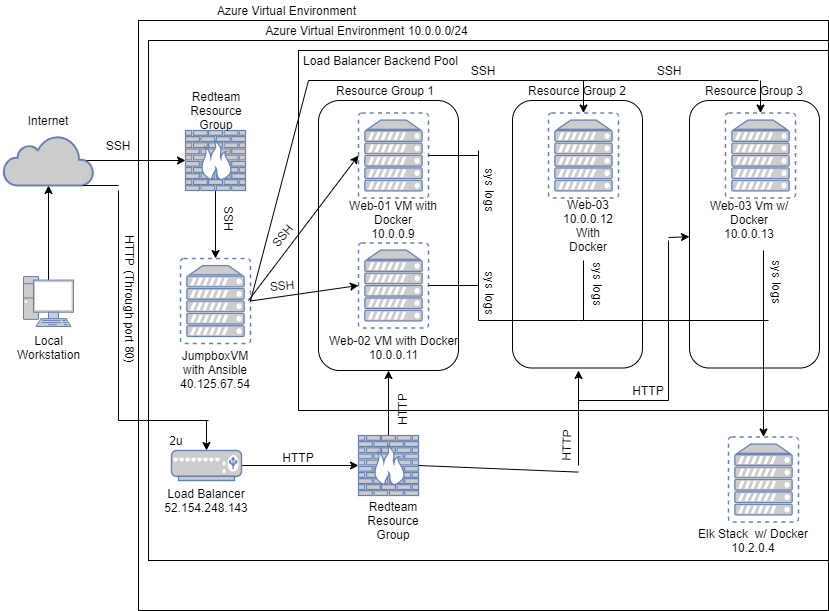 Azure Virtual Environment
Azure Virtual Environment 10.0.0.0/24
Load Balancer Backend Pool
SSH
SSH
Resource Group 1
Resource Group 2
Resource Group 3
Redteam
Resource
Group
Internet
SSH
SSH
SSH
SSH
Web-01 VM with
Docker
10.0.0.9
sys logs
Web-03
10.0.0.12
With
Docker
Web-03 Vm w/
Docker
10.0.0.13
sys logs
sys logs
sys logs
Web-02 VM with Docker
10.0.0.11
Local
Workstation
HTTP (Through port 80)
JumpboxVM
with Ansible
40.125.67.54
HTTP
HTTP
HTTP
2u
HTTP
Load Balancer
52.154.248.143
Redteam
Resource
Group
Elk Stack w/ Docker
10.2.0.4